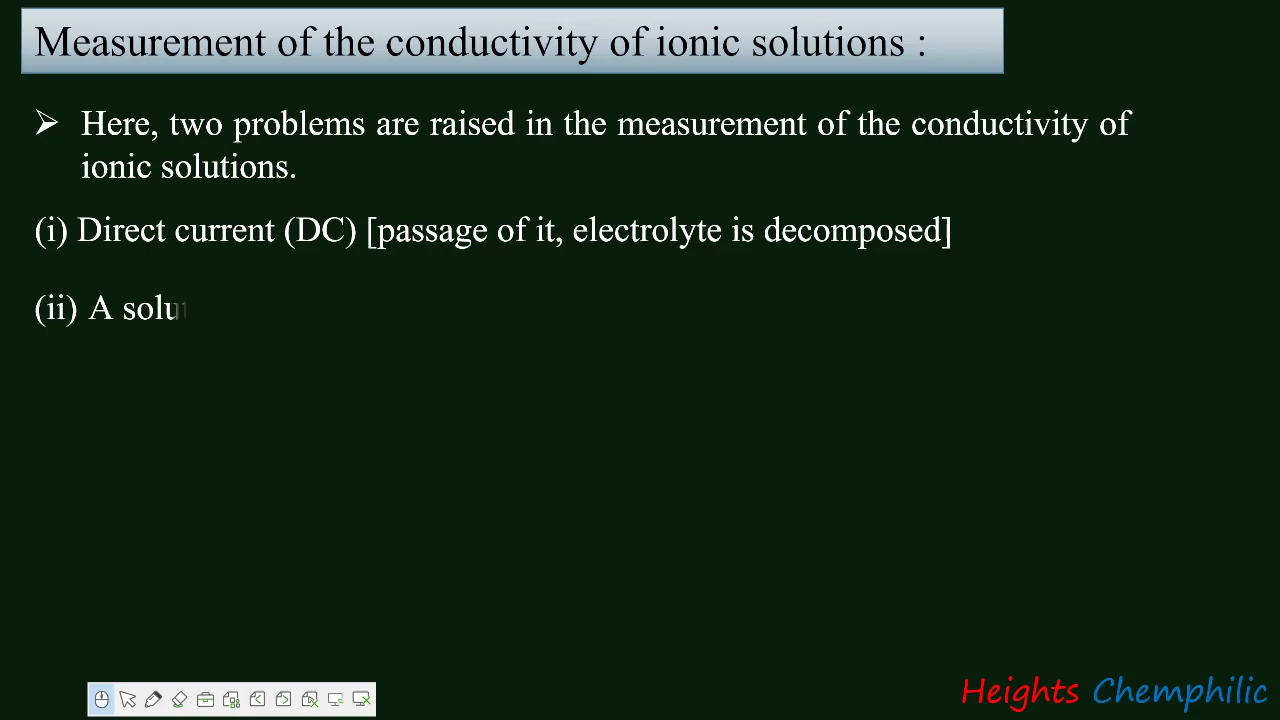 Measurement of the conductivity of ionic solutions :
Here, two problems are raised in the measurement of the conductivity of
ionic solutions.
(i) Direct current (DC) [passage of it, electrolyte is decomposed]
(ii) A solut
Heights Chemphilic